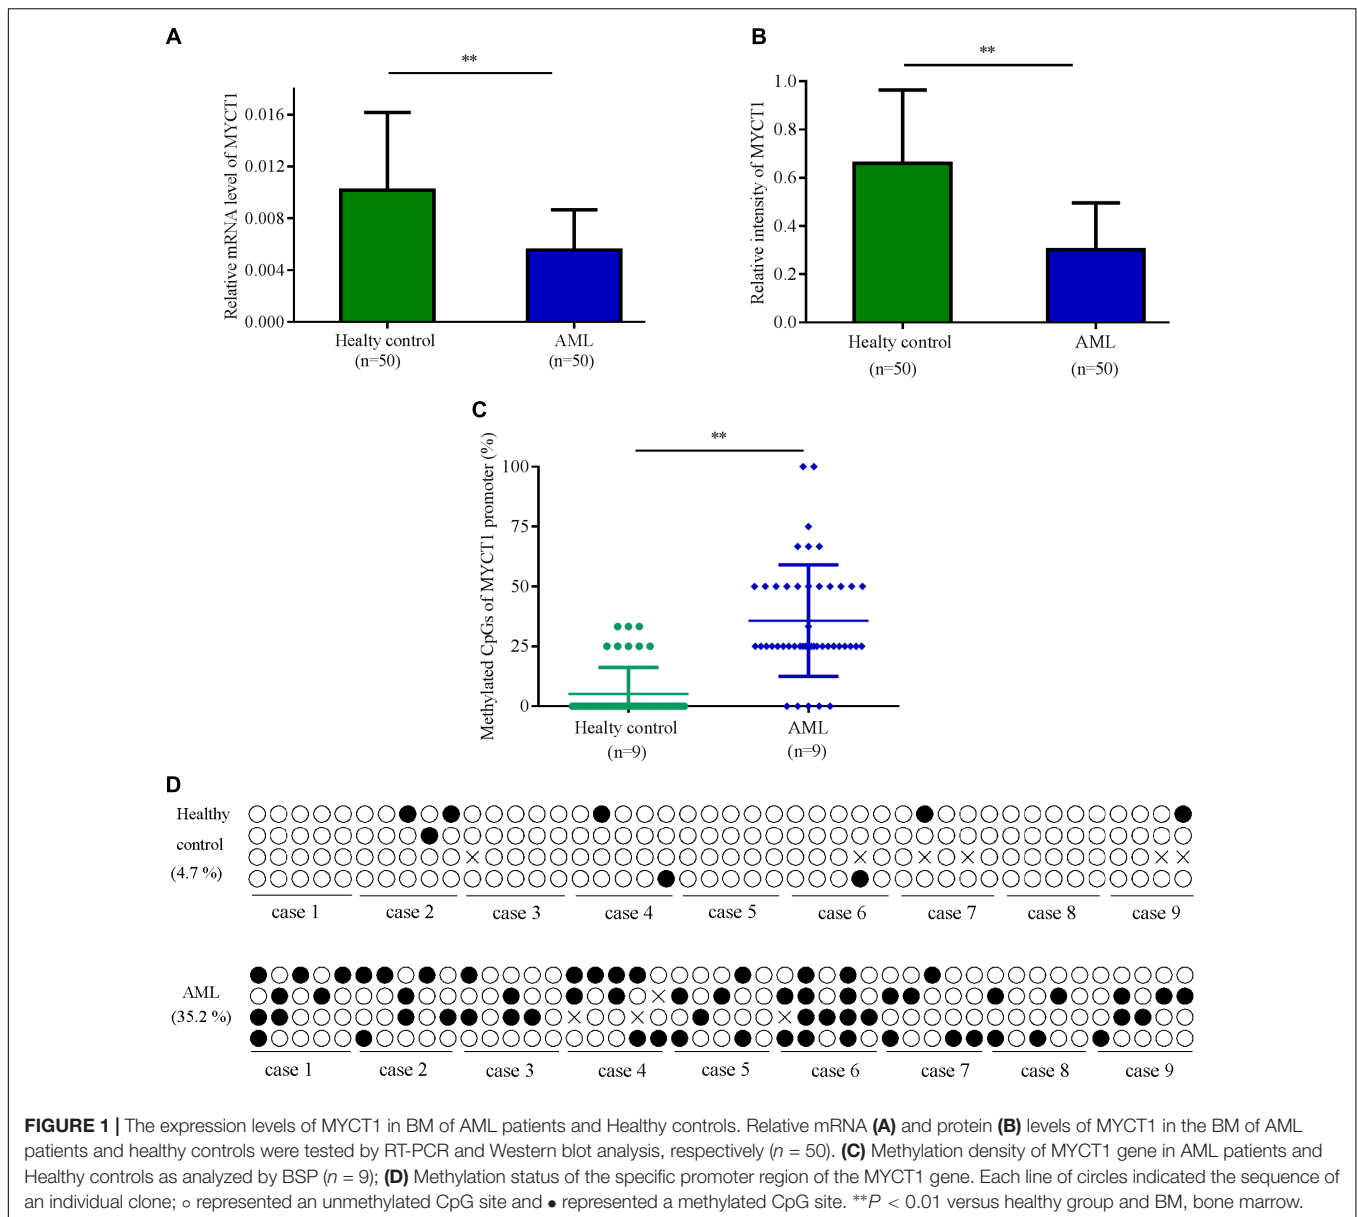 A
**
Relative mRNA level of MYCT1
0.016
0.012
0.008
0.004
0.000
Healty control
(n=50)
AML
(n=50)
B
**
Relative intensity of MYCT1
1.0
0.8
0.6
0.4
0.2
0.0
Healty control
(n=50)
AML
(n=50)
C
**
Methylated CpGs of MYCT1 promoter (%)
100
75
50
25
0
Healty control
(n=9)
AML
(n=9)
D
Healthy
control
(4.7 %)
case 1 case 2 case 3 case 4 case 5 case 6 case 7 case 8 case 9
AML
(35.2 %)
case 1 case 2 case 3 case 4 case 5 case 6 case 7 case 8 case 9
FIGURE 1 | The expression levels of MYCT1 in BM of AML patients and Healthy controls. Relative mRNA (A) and protein (B) levels of MYCT1 in the BM of AML
patients and healthy controls were tested by RT-PCR and Western blot analysis, respectively (n = 50). (C) Methylation density of MYCT1 gene in AML patients and
Healthy controls as analyzed by BSP (n = 9); (D) Methylation status of the specific promoter region of the MYCT1 gene. Each line of circles indicated the sequence of
an individual clone; ○ represented an unmethylated CpG site and ● represented a methylated CpG site. **P < 0.01 versus healthy group and BM, bone marrow.